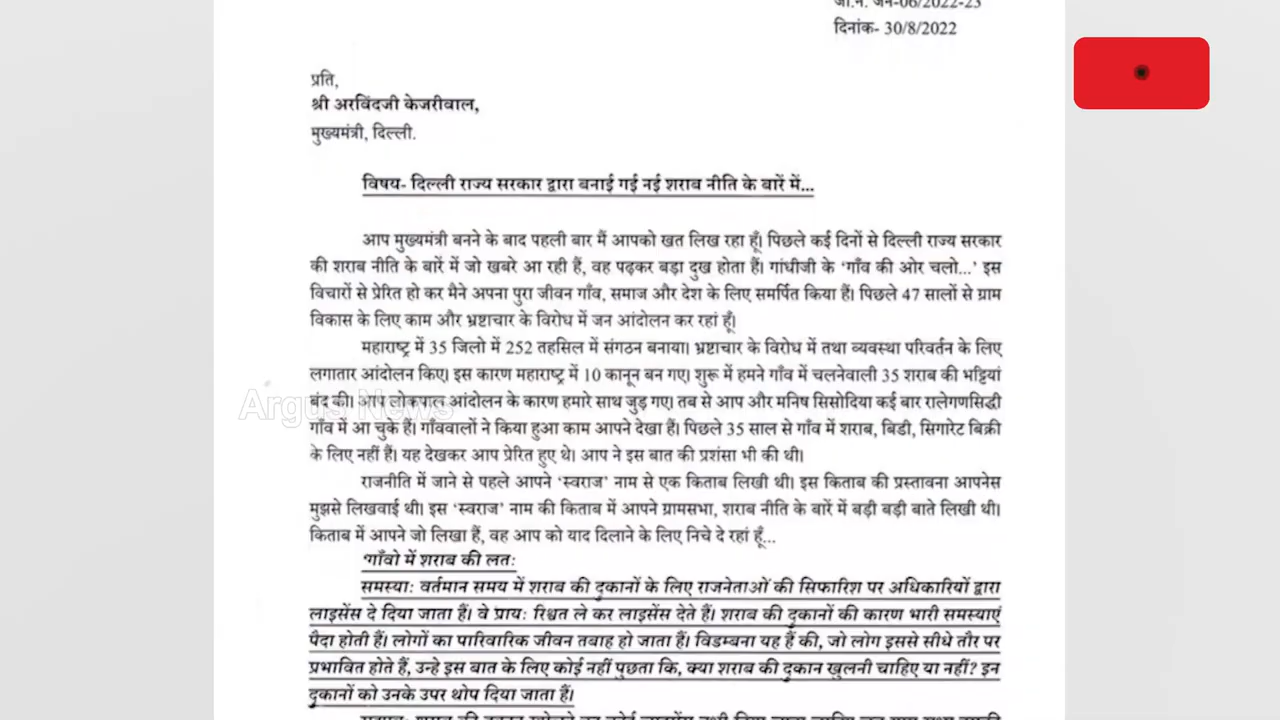 जा.नं. जन-06/2022-23
दिनांक- 30/8/2022
प्रति,
श्री अरविंदजी केजरीवाल,
मुख्यमंत्री, दिल्ली.
विषय- दिल्ली राज्य सरकार द्वारा बनाई गई नई शराब नीति के बारें में...
आप मुख्यमंत्री बनने के बाद पहली बार मैं आपको खत लिख रहा हूँ। पिछले कई दिनों से दिल्ली राज्य सरकार
की शराब नीति के बारें में जो खबरे आ रही हैं, वह पढ़कर बड़ा दुख होता हैं। गांधीजी के ‘गाँव की ओर चलो...’ इस
विचारों से प्रेरित हो कर मैने अपना पुरा जीवन गाँव, समाज और देश के लिए समर्पित किया हैं। पिछले 47 सालों से ग्राम
विकास के लिए काम और भ्रष्टाचार के विरोध में जन आंदोलन कर रहां हूँ।
महाराष्ट्र में 35 जिलो में 252 तहसिल में संगठन बनाया। भ्रष्टाचार के विरोध में तथा व्यवस्था परिवर्तन के लिए
लगातार आंदोलन किए। इस कारण महाराष्ट्र में 10 कानून बन गए। शुरू में हमने गाँव में चलनेवाली 35 शराब की भट्टियां
बंद की। आप लोकपाल आंदोलन के कारण हमारे साथ जुड़ गए। तब से आप और मनिष सिसोदिया कई बार रालेगणसिद्धी
Argus News
गाँव में आ चुके हैं। गाँववालों ने किया हुआ काम आपने देखा हैं। पिछले 35 साल से गाँव में शराब, बिडी, सिगारेट बिक्री
के लिए नहीं हैं। यह देखकर आप प्रेरित हुए थे। आप ने इस बात की प्रशंसा भी की थी।
राजनीति में जाने से पहले आपने ‘स्वराज’ नाम से एक किताब लिखी थी। इस किताब की प्रस्तावना आपनेस
मुझसे लिखवाई थी। इस ‘स्वराज’ नाम की किताब में आपने ग्रामसभा, शराब नीति के बारें में बड़ी बड़ी बाते लिखी थी।
किताब में आपने जो लिखा हैं, वह आप को याद दिलाने के लिए निचे दे रहां हूँ...
‘गाँवो में शराब की लतः
समस्याः वर्तमान समय में शराब की दुकानों के लिए राजनेताओं की सिफारिश पर अधिकारियों द्वारा
लाइसेंस दे दिया जाता हैं। वे प्रायः रिश्वत ले कर लाइसेंस देते हैं। शराब की दुकानों की कारण भारी समस्याएं
पैदा होती हैं। लोगों का पारिवारिक जीवन तबाह हो जाता हैं। विडम्बना यह हैं की, जो लोग इससे सीधे तौर पर
प्रभावित होते हैं, उन्हे इस बात के लिए कोई नहीं पुछता कि, क्या शराब की दुकान खुलनी चाहिए या नहीं? इन
दुकानों को उनके उपर थोप दिया जाता हैं।